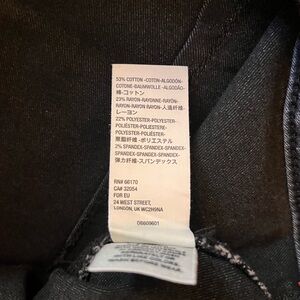 53% COTTON -COTON-ALGODÓN-
COTONE-BAUMWOLLE -ALGODÃO-
棉-コットン
23% RAYON-RAYONNE-RAYON-
RAYON-RAYON-RAYON-人造纤维-
レーヨン
22% POLYESTER-POLYESTER-
POLIÉSTER-POLIESTERE-
POLYESTER-POLIÉSTER-
聚酯纤维-ポリエステル
2% SPANDEX-SPANDEX-SPANDEX-
SPANDEX-SPANDEX-SPANDEX-
弹力纤维-スパンデックス
RN# 66170
CA# 32054
FOR EU
24 WEST STREET,
LONDON, UK WC2H9NA